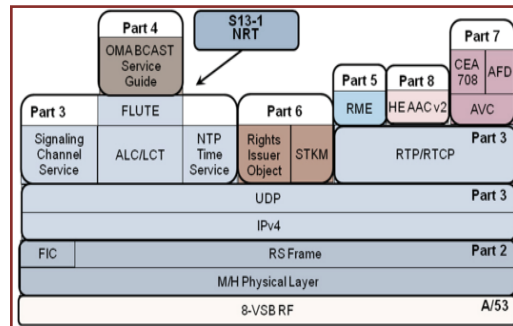 Part 4
S13-1
NRT
Part 7
OMA BCAST
Service
Guide
CEA
708
AFD
Part 5
Part 8
Part 3
FLUTE
Part 6
RME
HE AAC v2
AVC
Signaling
Channel
Service
ALC/LCT
NTP
Time
Service
Rights
Issuer
Object
STKM
Part 3
RTP/RTCP
UDP
Part 3
IPv4
FIC
RS Frame
Part 2
M/H Physical Layer
8-VSB RF
A/53